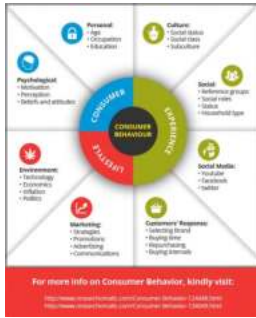 Personal:
• Age
• Occupation
• Education
Culture:
• Social status
• Social class
• Subculture
Psychological:
• Motivation
• Perception
• Beliefs and attitudes
Social:
• Reference groups
• Social roles
• Status
• Household type
CONSUMER
EXPERIENCE
LIFESTYLE
CONSUMER
BEHAVIOUR
Environment:
• Technology
• Economics
• Inflation
• Politics
Social Media:
• Youtube
• Facebook
• twitter
Marketing:
• Strategies
• Promotions
• Advertising
• Communications
Customers' Response:
• Selecting Brand
• Buying time
• Repurchasing
• Buying intervals
For more info on Consumer Behavior, kindly visit: